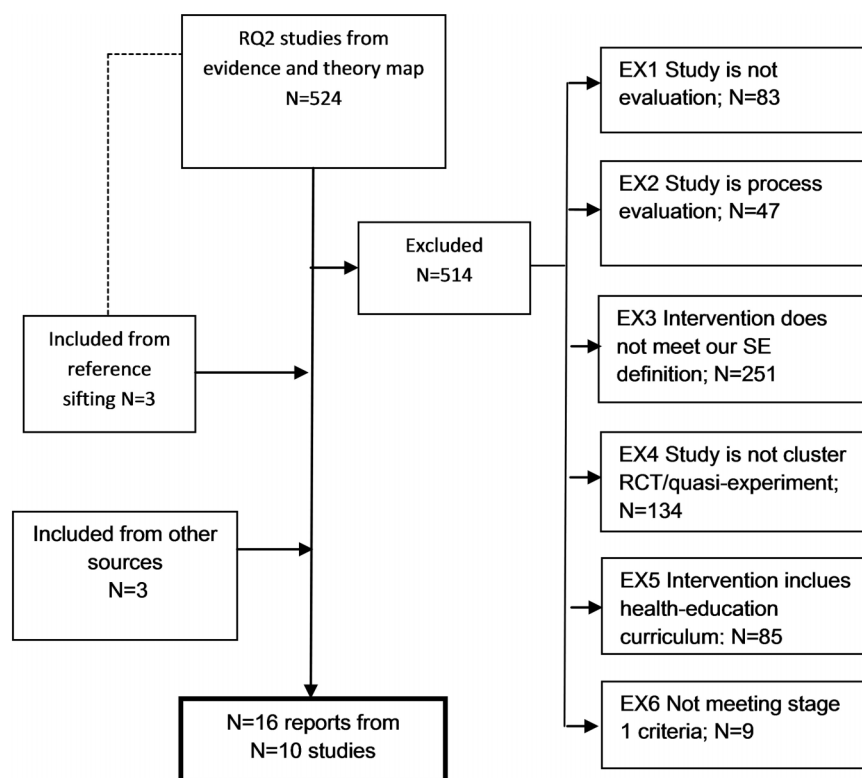 RQ2 studies from
evidence and theory map
N=524
Excluded
N=514
Included from
reference
sifting N=3
Included from other
sources
N=3
N=16 reports from
N=10 studies
EX1 Study is not
evaluation; N=83
EX2 Study is process
evaluation; N=47
EX3 Intervention does
not meet our SE
definition; N=251
EX4 Study is not cluster
RCT/quasi-experiment;
N=134
EX5 Intervention inclues
health-education
curriculum: N=85
EX6 Not meeting stage
1 criteria; N=9